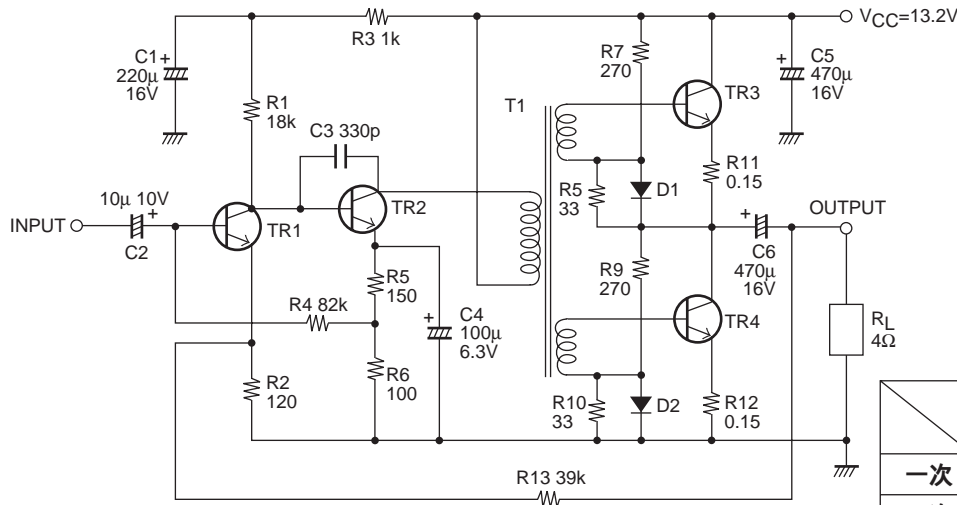 R3 1k
VCC=13.2V
C1
220μ
16V
R1
18k
C3 330p
T1
R7
270
TR3
C5
470μ
16V
R11
0.15
10μ 10V
INPUT
C2
TR1
TR2
R5
33
D1
OUTPUT
C6
470μ
16V
R5
150
R4 82k
C4
100μ
6.3V
R9
270
TR4
RL
4Ω
R2
120
R6
100
R10
33
D2
R12
0.15
R13 39k
一次